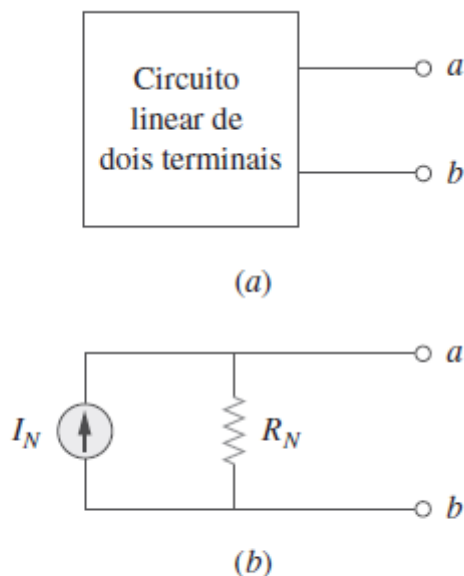 Circuito
linear de
dois terminais
a
b
(a)
I_N
R_N
a
b
(b)